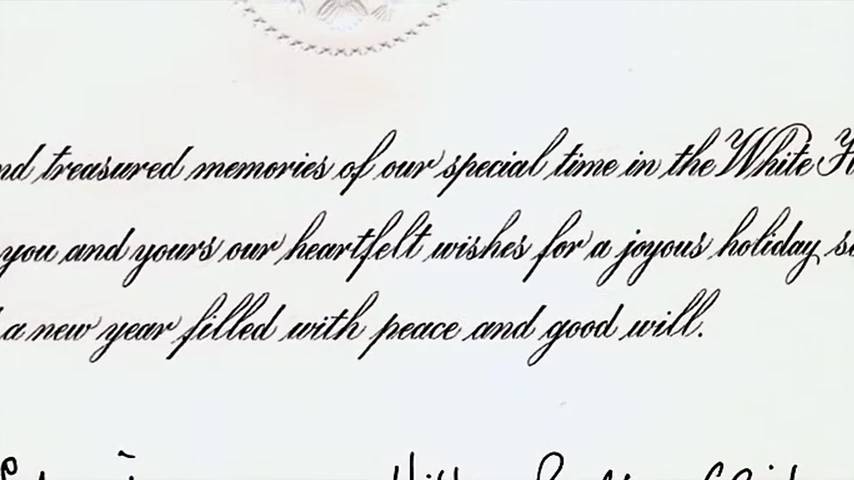 treasured memories of our special time in the White
you and yours our heartfelt wishes for a joyous holiday
a new year filled with peace and good will.